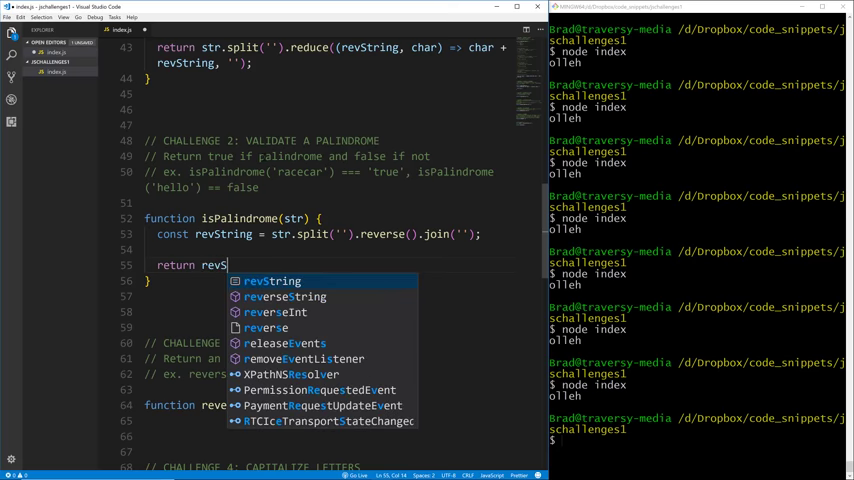 index.js - Visual Studio Code
File Edit Selection View Go Debug Tasks Help
EXPLORER
OPEN EDITORS 1 UNSAVED
index.js
JSCHALLENGES1
index.js
index.js
43 return str.split('').reduce((revString, char) => char +
revString, '');
44 }
45
46
47
48 // CHALLENGE 2: VALIDATE A PALINDROME
49 // Return true if palindrome and false if not
50 // ex. isPalindrome('racecar') === 'true', isPalindrome
('hello') == false
51
52 function isPalindrome(str) {
53 const revString = str.split('').reverse().join('');
54
55 return revS
56 }
57
58
59
60 // CHALLENGE
61 // Return an
62 // ex. revers
63
64 function reve
65
66
67
68 // CHALLENGE 4: CAPITALIZE LETTERS
revString
reverseString
reverseInt
reverse
releaseEvents
removeEventListener
XPathNSResolver
PermissionRequestedEvent
PaymentRequestUpdateEvent
RTCIceTransportStateChanged
0 0
Go Live Ln 55, Col 14 Spaces: 2 UTF-8 CRLF JavaScript Prettier
MINGW64:/d/Dropbox/code_snippets/jschallenges1
Brad@traversy-media /d/Dropbox/code_snippets/j
schallenges1
$ node index
olleh
Brad@traversy-media /d/Dropbox/code_snippets/j
schallenges1
$ node index
olleh
Brad@traversy-media /d/Dropbox/code_snippets/j
schallenges1
$ node index
olleh
Brad@traversy-media /d/Dropbox/code_snippets/j
schallenges1
$ node index
olleh
Brad@traversy-media /d/Dropbox/code_snippets/j
schallenges1
$ node index
olleh
Brad@traversy-media /d/Dropbox/code_snippets/j
schallenges1
$ node index
olleh
Brad@traversy-media /d/Dropbox/code_snippets/j
schallenges1
$ node index
olleh
Brad@traversy-media /d/Dropbox/code_snippets/j
schallenges1
$